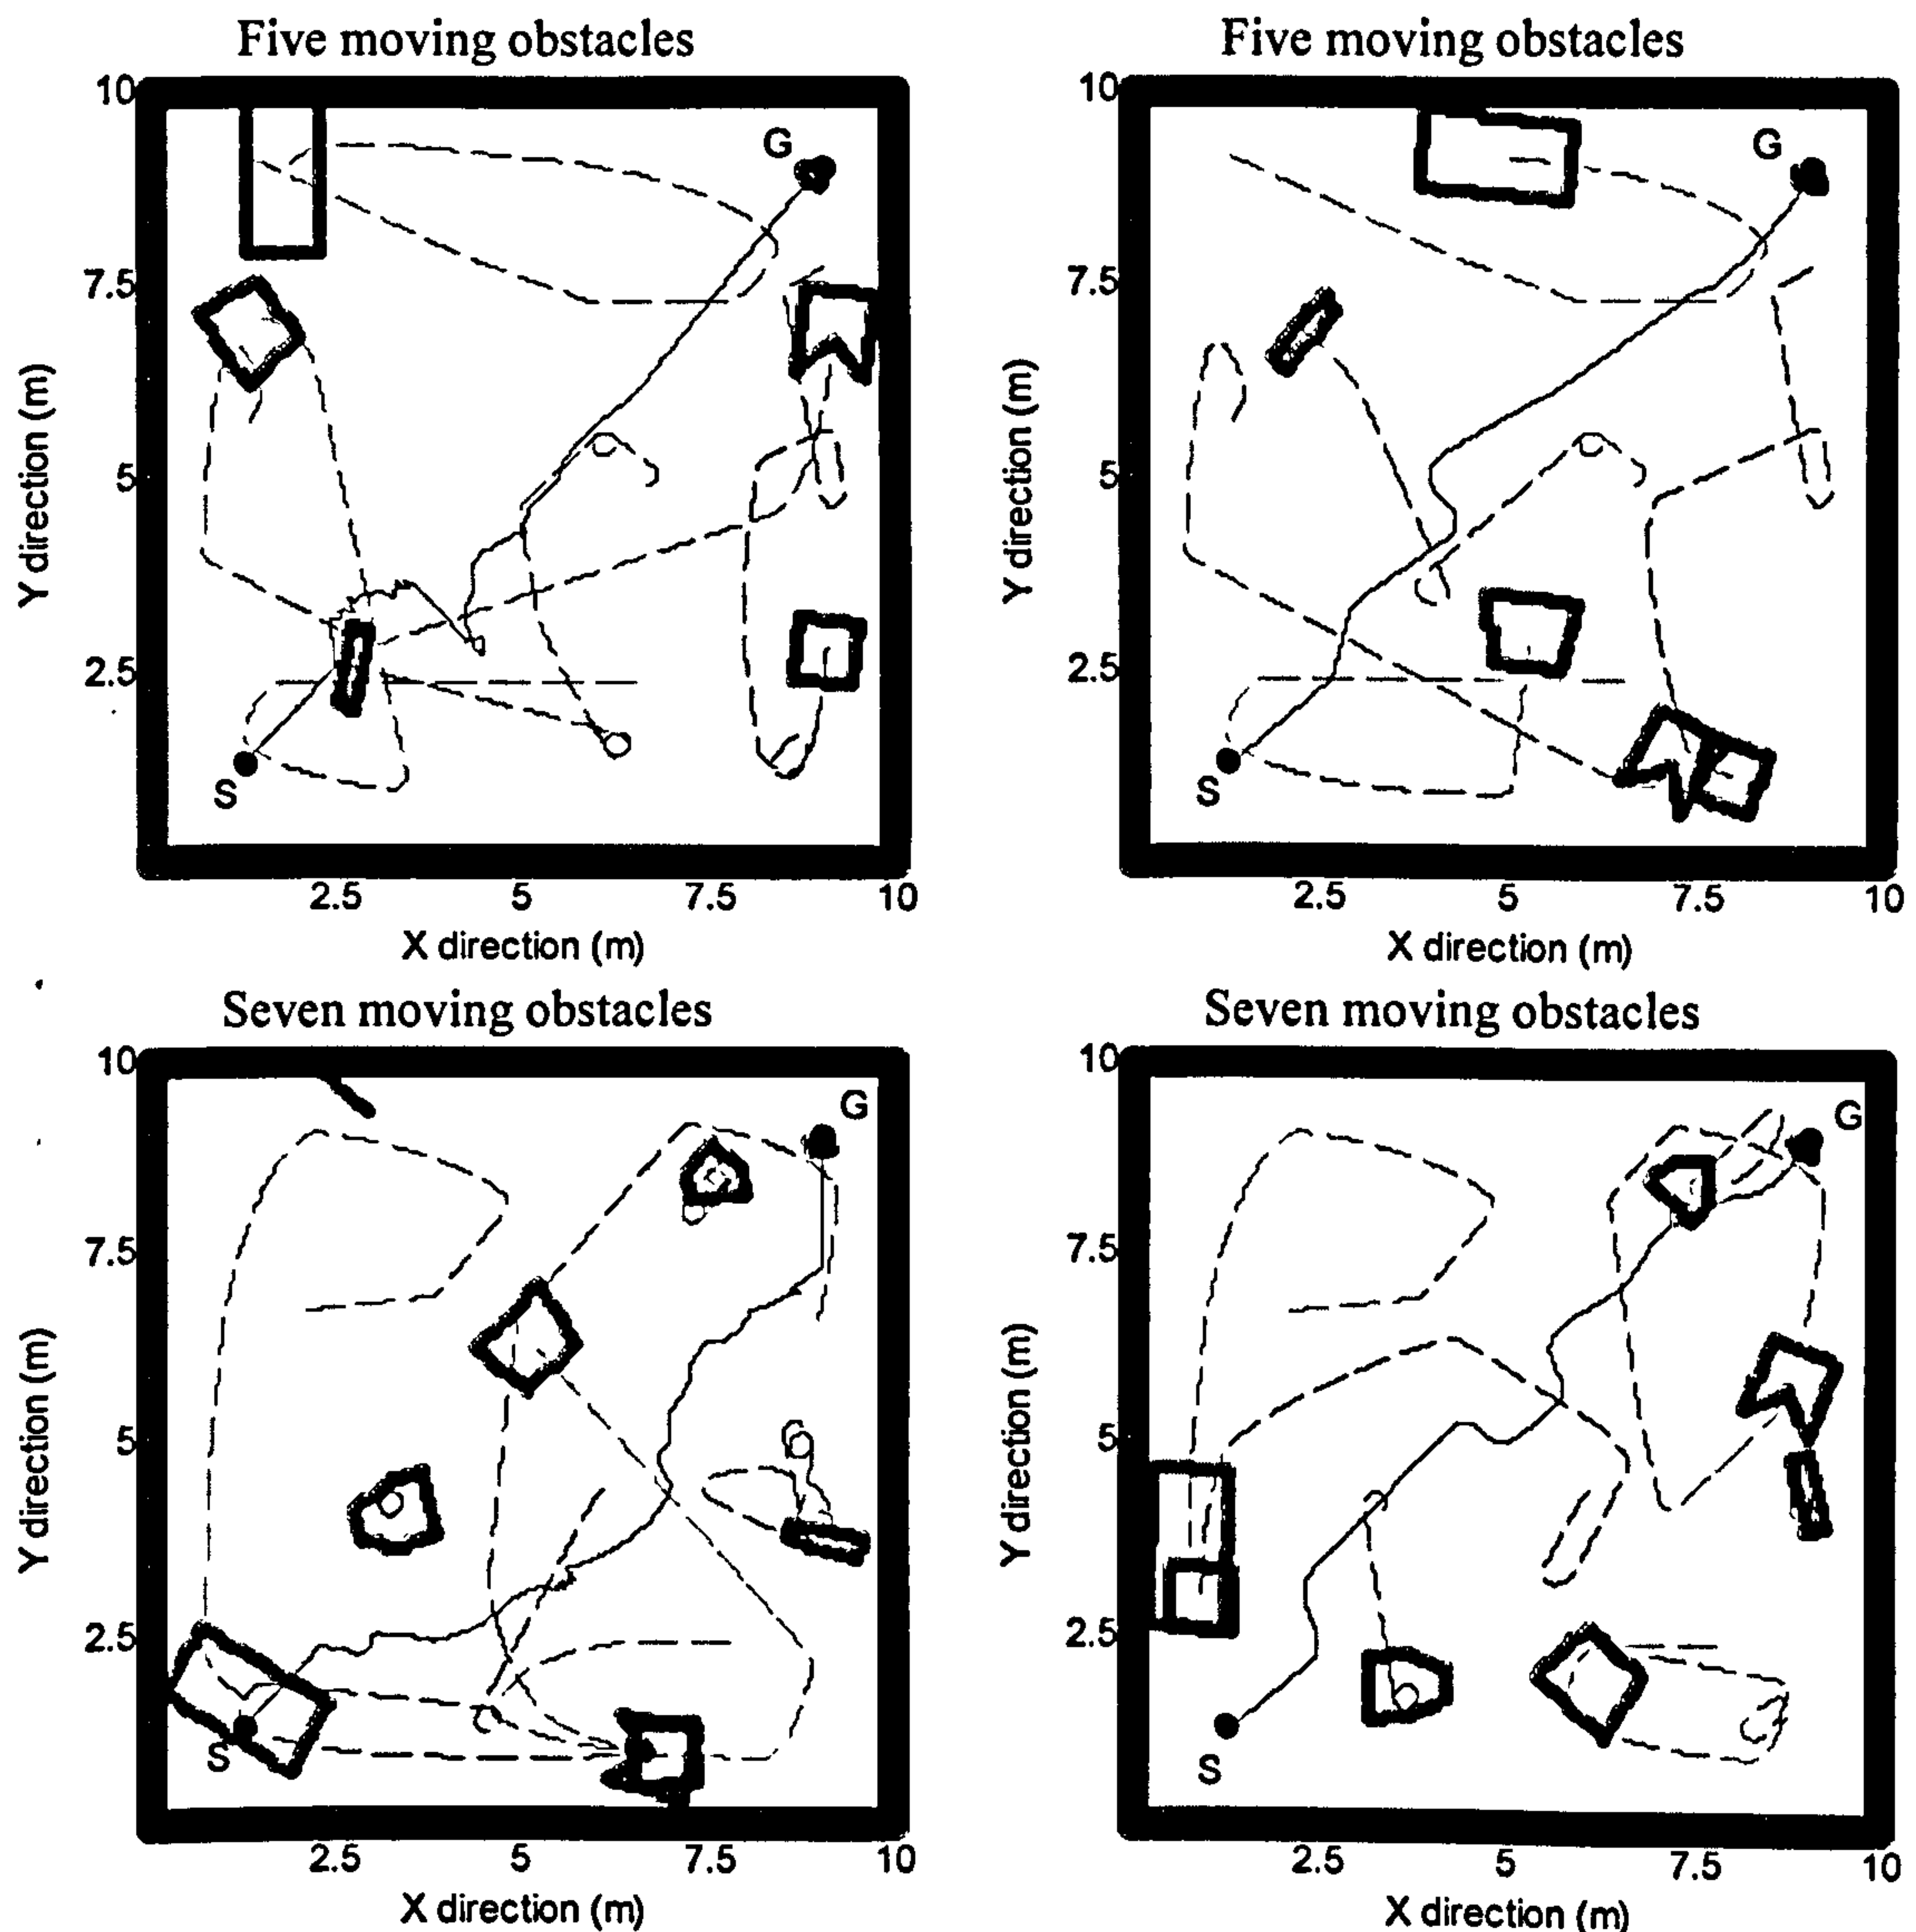 Five moving obstacles
10
G
7.5
5
2.5
S
2.5 5 7.5 10
Y direction (m)
X direction (m)
Five moving obstacles
10
G
7.5
5
2.5
S
2.5 5 7.5 10
Y direction (m)
X direction (m)
Seven moving obstacles
10
G
7.5
5
2.5
S
2.5 5 7.5 10
Y direction (m)
X direction (m)
Seven moving obstacles
10
G
7.5
5
2.5
S
2.5 5 7.5 10
Y direction (m)
X direction (m)